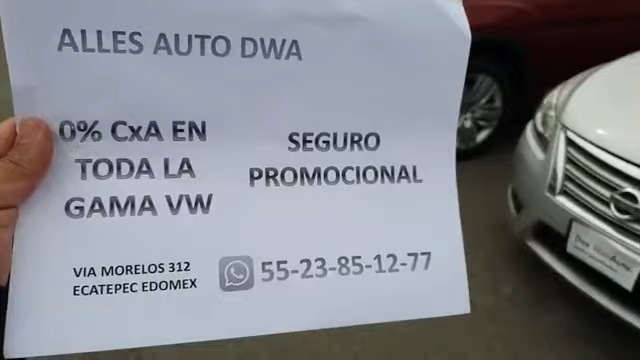 ALLES AUTO DWA
0% CxA EN
TODA LA
GAMA VW
SEGURO
PROMOCIONAL
VIA MORELOS 312
ECATEPEC EDOMEX
55-23-85-12-77